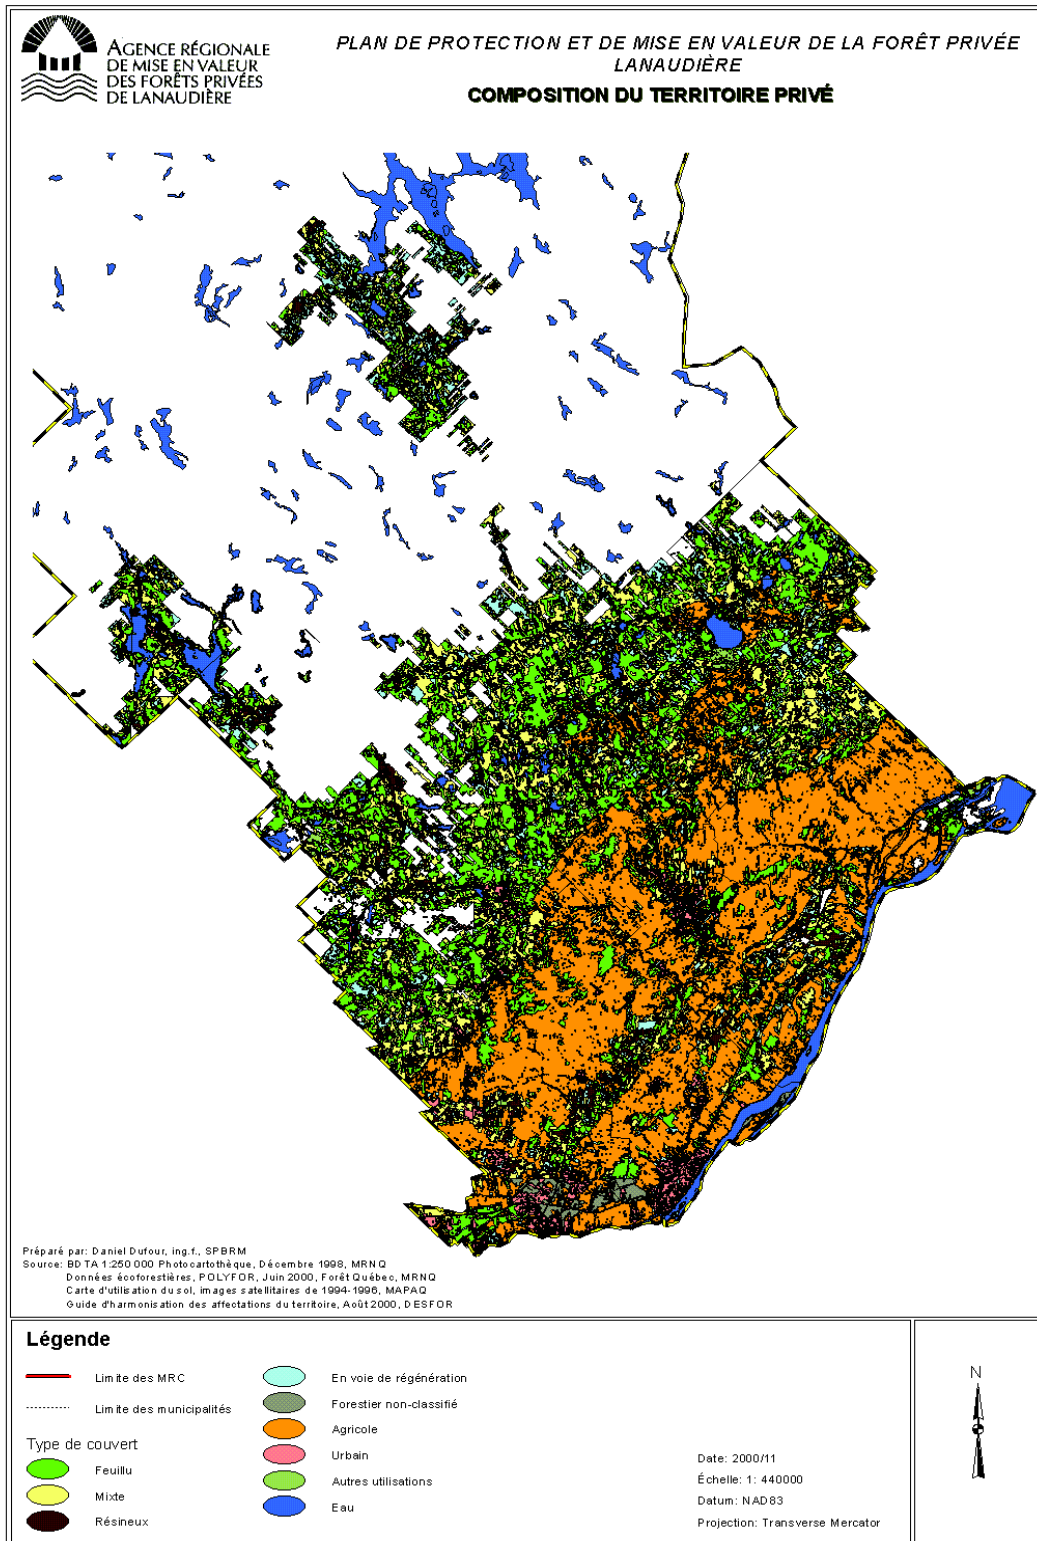 AGENCE RÉGIONALE
DE MISE EN VALEUR
DES FORÊTS PRIVÉES
DE LANAUDIÈRE
PLAN DE PROTECTION ET DE MISE EN VALEUR DE LA FORÊT PRIVÉE
LANAUDIÈRE
COMPOSITION DU TERRITOIRE PRIVÉ
Préparé par: Daniel Dufour, ing.f., SPBRM
Source: BDTA 1:250 000 Photocartothèque, Décembre 1998, MRNQ
Données écoforestières, POLYFOR, Juin 2000, Forêt Québec, MRNQ
Carte d'utilisation du sol, images satellitaires de 1994-1996, MAPAQ
Guide d'harmonisation des affectations du territoire, Août 2000, DESFOR
Légende
Limite des MRC
Limite des municipalités
Type de couvert
Feuillu
Mixte
Résineux
En voie de régénération
Forestier non-classifié
Agricole
Urbain
Autres utilisations
Eau
Date: 2000/11
Échelle: 1: 440000
Datum: NAD83
Projection: Transverse Mercator
N